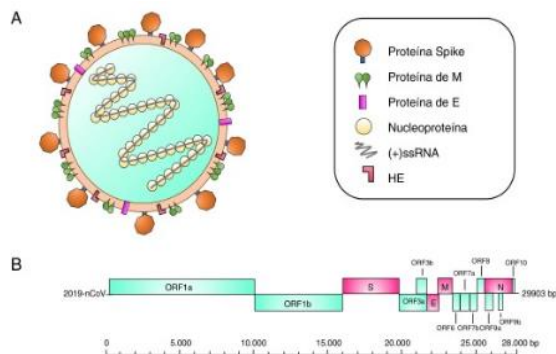 A
Proteína Spike
Proteína de M
Proteína de E
Nucleoproteína
(+)ssRNA
HE
B
ORF3b
ORF7a
ORF8
ORF10
2019-nCoV
ORF1a
S
M
N
29903 bp
ORF1b
ORF3a
E
ORF6
ORF7b
ORF9a
ORF9b
0
5.000
10.000
15.000
20.000
25.000
28.000 bp